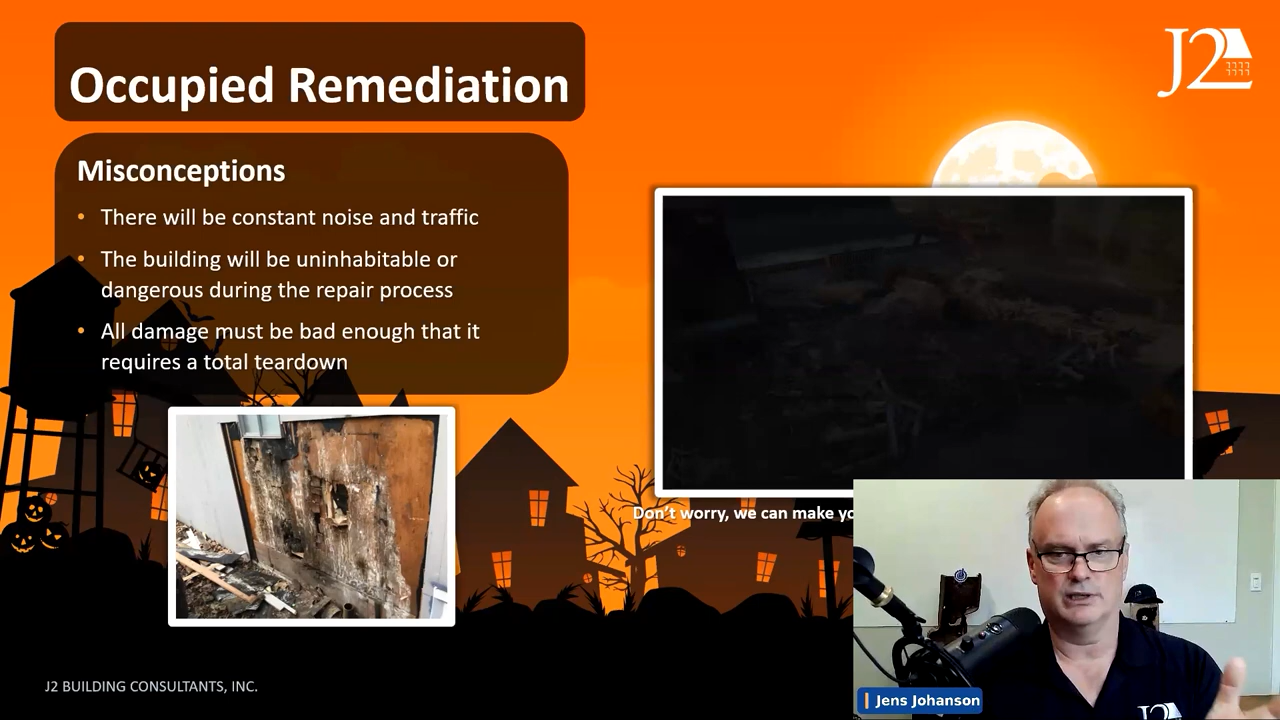 Occupied Remediation
J2
Misconceptions
• There will be constant noise and traffic
• The building will be uninhabitable or
dangerous during the repair process
• All damage must be bad enough that it
requires a total teardown
Don't worry, we can make
J2 BUILDING CONSULTANTS, INC.
Jens Johanson
J2